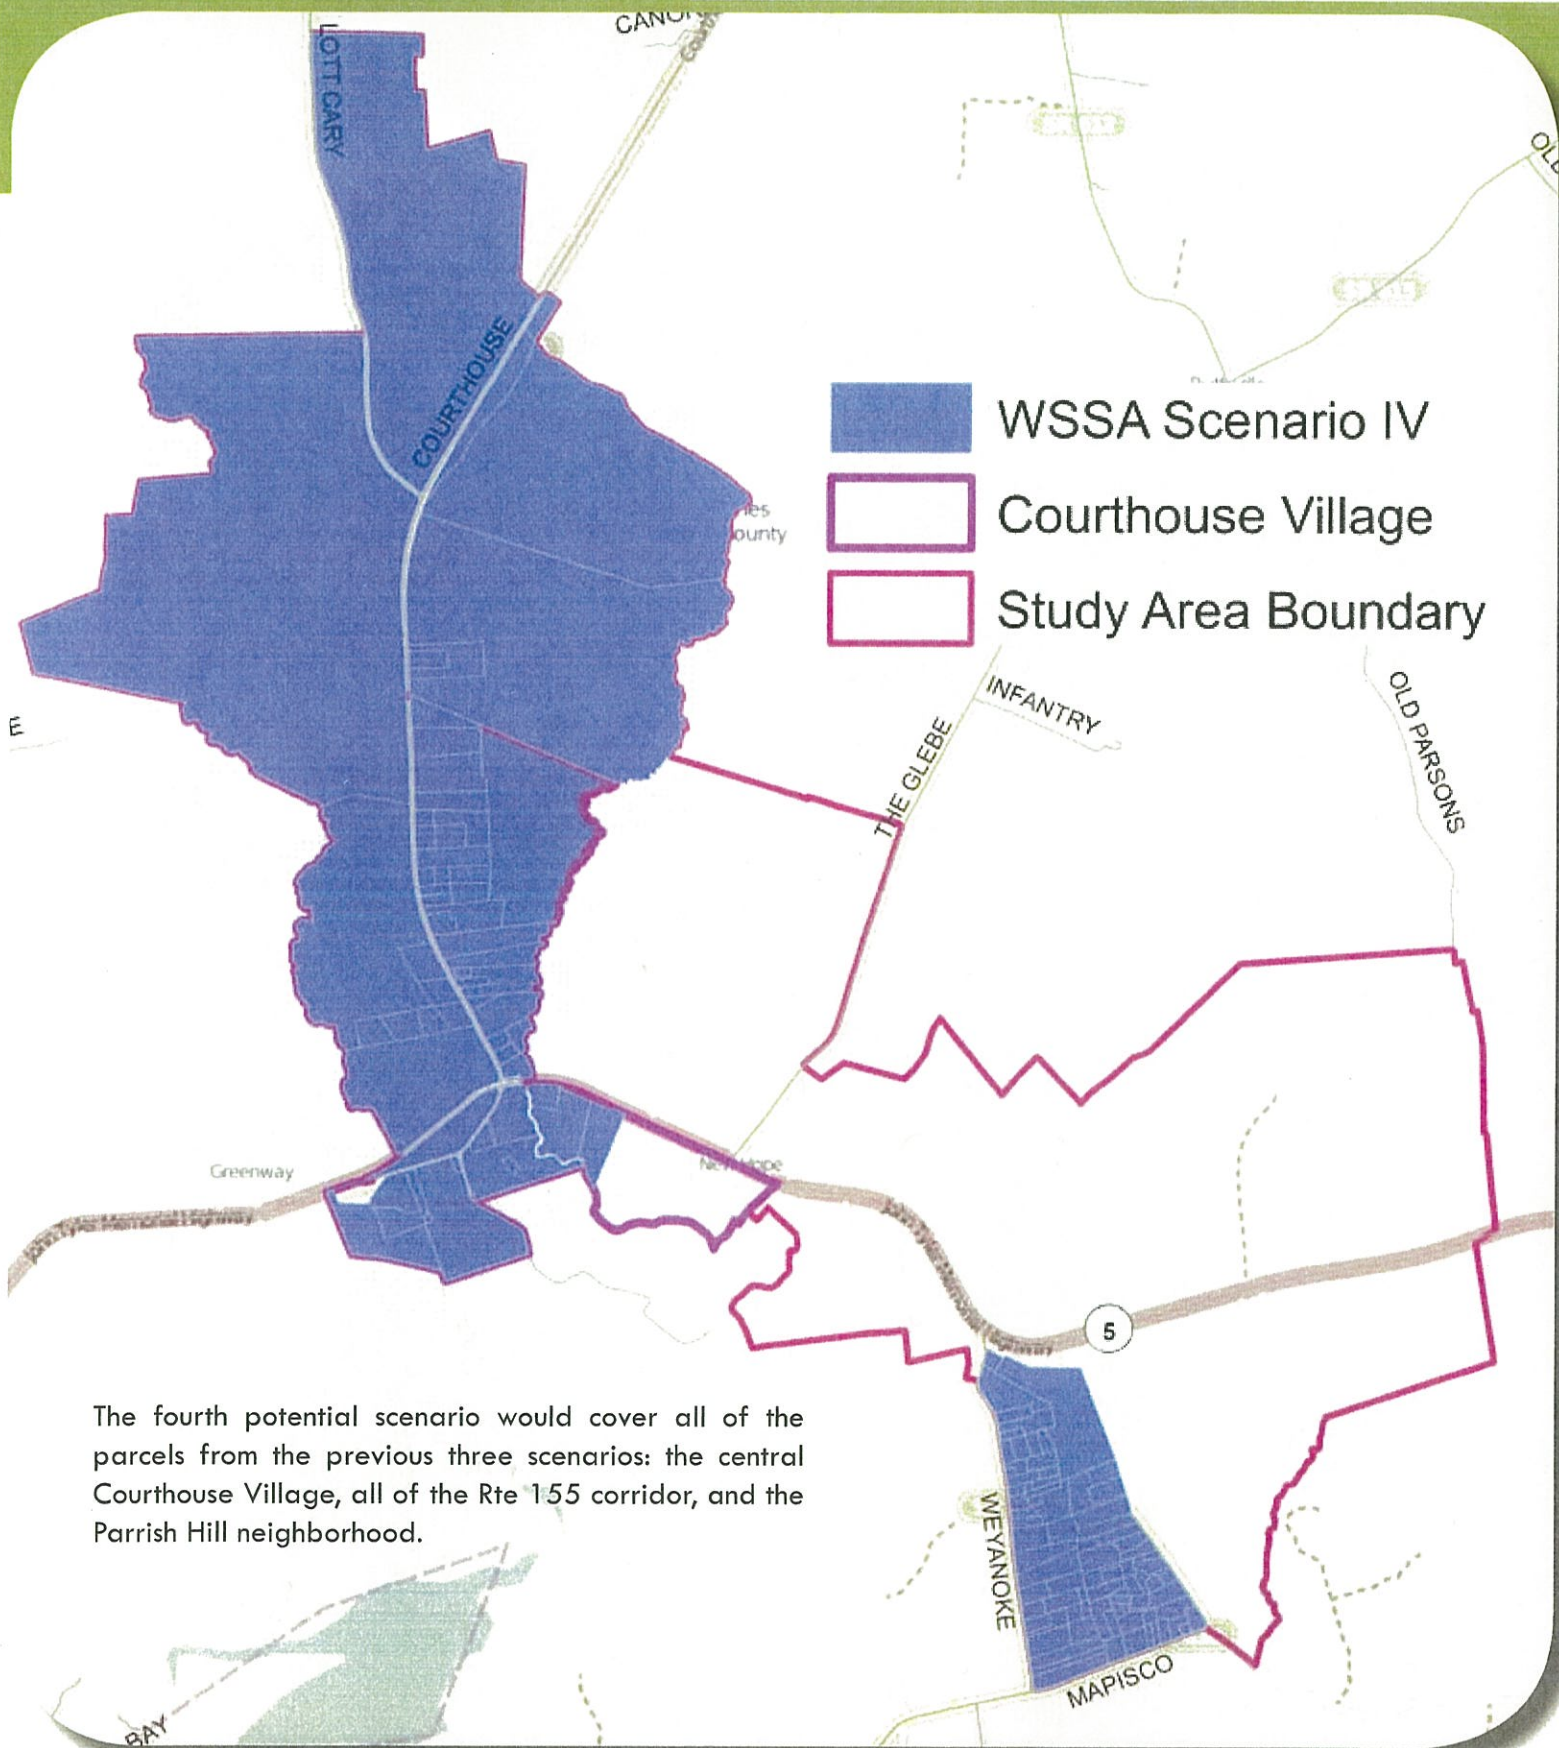 LOTT CARY
COURTHOUSE
WSSA Scenario IV
Courthouse Village
Study Area Boundary
INFANTRY
THE GLEBE
OLD PARSONS
E
Greenway
5
The fourth potential scenario would cover all of the
parcels from the previous three scenarios: the central
Courthouse Village, all of the Rte 155 corridor, and the
Parrish Hill neighborhood.
WEYANOKE
MAPISCO
BAY